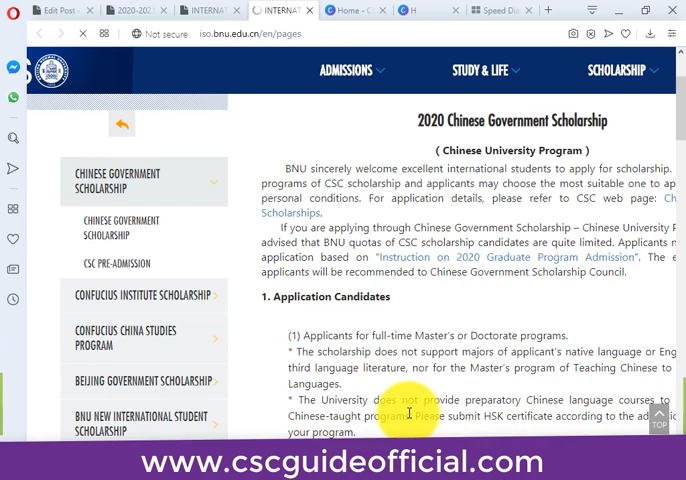 Edit Post -
2020-2021
INTERNAT
INTERNAT
Home - C
H
Speed Dia
Not secure
iso.bnu.edu.cn/en/pages
S
ADMISSIONS
STUDY & LIFE
SCHOLARSHIP
CHINESE GOVERNMENT
SCHOLARSHIP
CHINESE GOVERNMENT
SCHOLARSHIP
CSC PRE-ADMISSION
CONFUCIUS INSTITUTE SCHOLARSHIP
CONFUCIUS CHINA STUDIES
PROGRAM
BEIJING GOVERNMENT SCHOLARSHIP
BNU NEW INTERNATIONAL STUDENT
SCHOLARSHIP
2020 Chinese Government Scholarship
( Chinese University Program )
BNU sincerely welcome excellent international students to apply for scholarship.
programs of CSC scholarship and applicants may choose the most suitable one to ap
personal conditions. For application details, please refer to CSC web page: Ch
Scholarships.
If you are applying through Chinese Government Scholarship – Chinese University P
advised that BNU quotas of CSC scholarship candidates are quite limited. Applicants n
application based on "Instruction on 2020 Graduate Program Admission". The e
applicants will be recommended to Chinese Government Scholarship Council.
1. Application Candidates
(1) Applicants for full-time Master's or Doctorate programs.
* The scholarship does not support majors of applicant's native language or Eng
third language literature, nor for the Master's program of Teaching Chinese to
Languages.
* The University does not provide preparatory Chinese language courses to
Chinese-taught programs. Please submit HSK certificate according to the ad
your program.
TOP
www.cscguideofficial.com